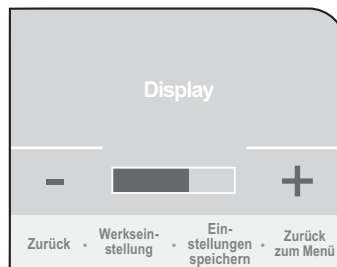 Display
- +
Zurück • Werksein-
stellung • Ein-
stellungen
speichern • Zurück
zum Menü